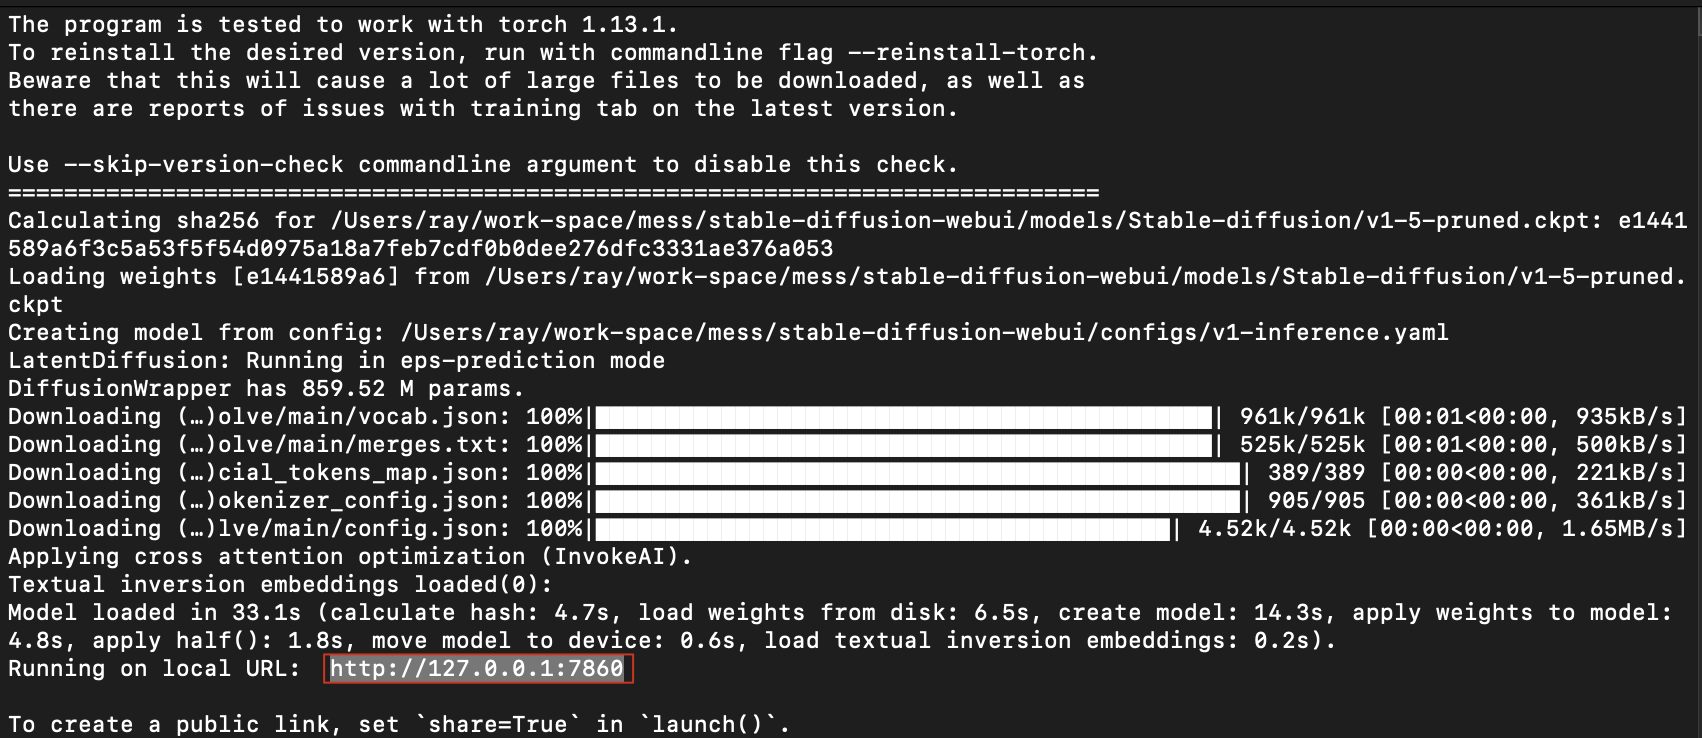 The program is tested to work with torch 1.13.1.
To reinstall the desired version, run with commandline flag --reinstall-torch.
Beware that this will cause a lot of large files to be downloaded, as well as
there are reports of issues with training tab on the latest version.

Use --skip-version-check commandline argument to disable this check.
==============================================================================
Calculating sha256 for /Users/ray/work-space/mess/stable-diffusion-webui/models/Stable-diffusion/v1-5-pruned.ckpt: e1441
589a6f3c5a53f5f54d0975a18a7feb7cdf0b0dee276dfc3331ae376a053
Loading weights [e1441589a6] from /Users/ray/work-space/mess/stable-diffusion-webui/models/Stable-diffusion/v1-5-pruned.
ckpt
Creating model from config: /Users/ray/work-space/mess/stable-diffusion-webui/configs/v1-inference.yaml
LatentDiffusion: Running in eps-prediction mode
DiffusionWrapper has 859.52 M params.
Downloading (…)olve/main/vocab.json: 100%|████████████████████████████████████████████| 961k/961k [00:01<00:00, 935kB/s]
Downloading (…)olve/main/merges.txt: 100%|████████████████████████████████████████████| 525k/525k [00:01<00:00, 500kB/s]
Downloading (…)cial_tokens_map.json: 100%|██████████████████████████████████████████████| 389/389 [00:00<00:00, 221kB/s]
Downloading (…)okenizer_config.json: 100%|██████████████████████████████████████████████| 905/905 [00:00<00:00, 361kB/s]
Downloading (…)lve/main/config.json: 100%|█████████████████████████████████████████| 4.52k/4.52k [00:00<00:00, 1.65MB/s]
Applying cross attention optimization (InvokeAI).
Textual inversion embeddings loaded(0):
Model loaded in 33.1s (calculate hash: 4.7s, load weights from disk: 6.5s, create model: 14.3s, apply weights to model:
4.8s, apply half(): 1.8s, move model to device: 0.6s, load textual inversion embeddings: 0.2s).
Running on local URL:  http://127.0.0.1:7860

To create a public link, set `share=True` in `launch()`.